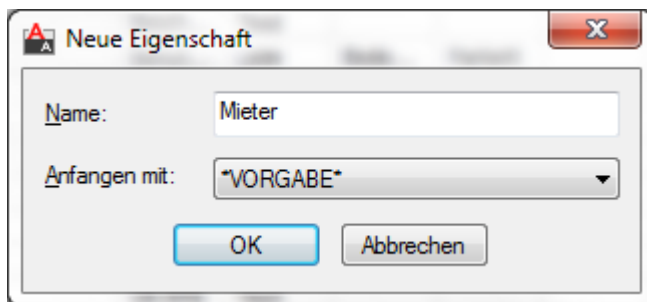 Neue Eigenschaft
Name: Mieter
Anfangen mit: *VORGABE*
OK Abbrechen